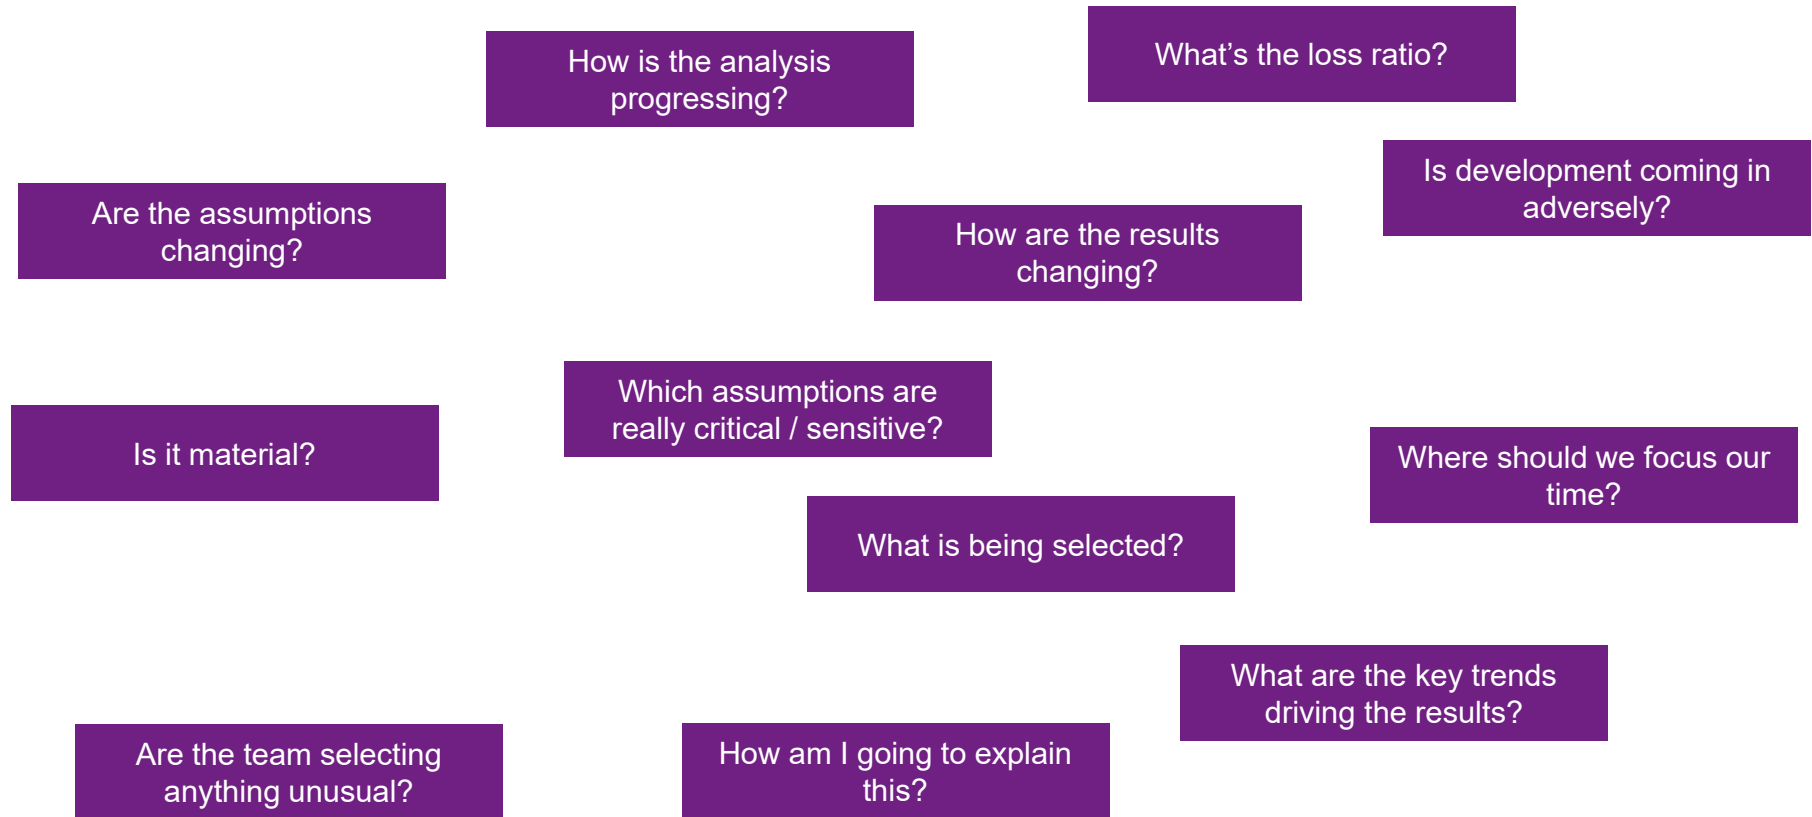 How is the analysis
progressing?
What’s the loss ratio?
Is development coming in
adversely?
Are the assumptions
changing?
How are the results
changing?
Which assumptions are
really critical / sensitive?
Is it material?
Where should we focus our
time?
What is being selected?
What are the key trends
driving the results?
Are the team selecting
anything unusual?
How am I going to explain
this?